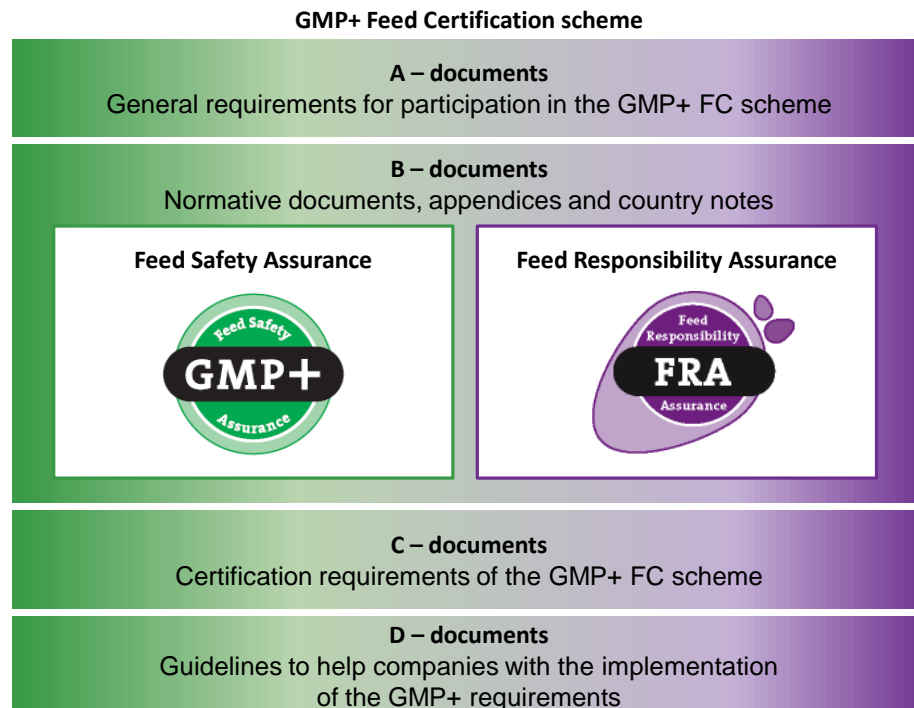 GMP+ Feed Certification scheme
A – documents
General requirements for participation in the GMP+ FC scheme
B – documents
Normative documents, appendices and country notes
Feed Safety Assurance
Feed Safety
GMP+
Assurance
Feed Responsibility Assurance
Feed
Responsibility
FRA
Assurance
C – documents
Certification requirements of the GMP+ FC scheme
D – documents
Guidelines to help companies with the implementation
of the GMP+ requirements